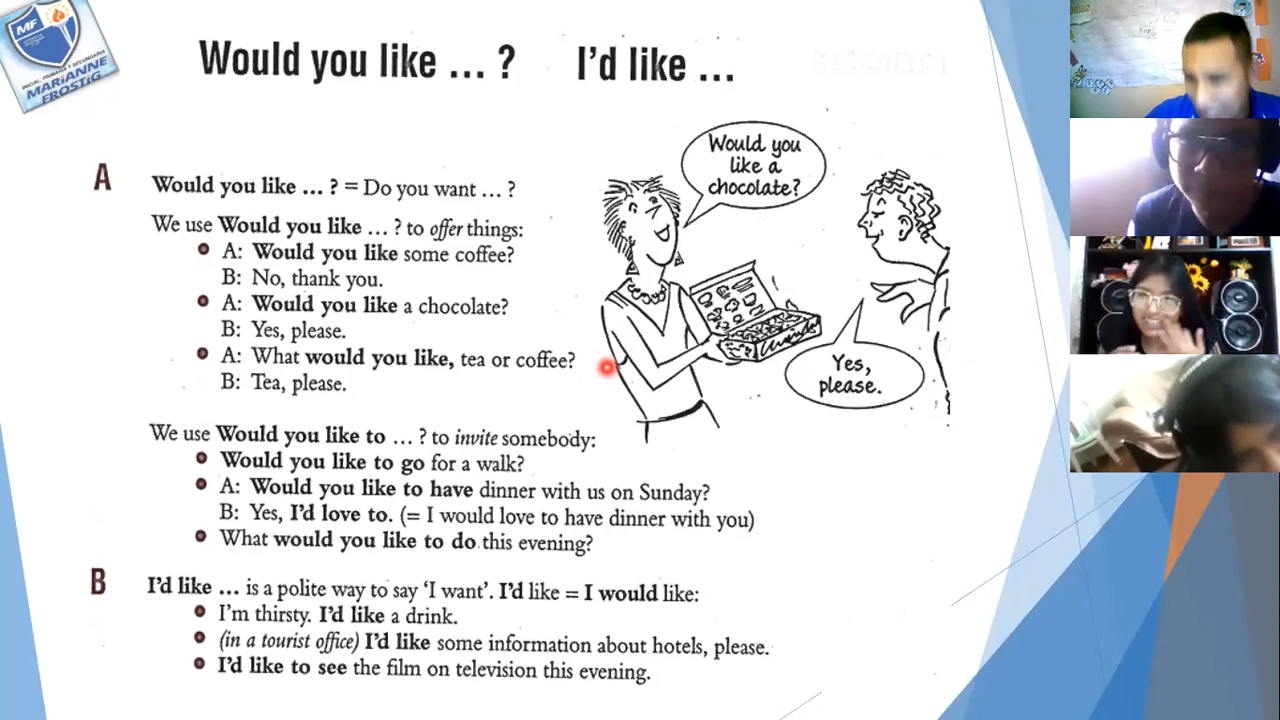 MF
INICIAL, PRIMARIA Y SECUNDARIA
MARiANNE
FROSTiG
Would you like ... ? I'd like ...
A
Would you like ... ? = Do you want ... ?
We use Would you like ... ? to offer things:
A: Would you like some coffee?
B: No, thank you.
A: Would you like a chocolate?
B: Yes, please.
A: What would you like, tea or coffee?
B: Tea, please.
Would you
like a
chocolate?
Yes,
please.
We use Would you like to ... ? to invite somebody:
Would you like to go for a walk?
A: Would you like to have dinner with us on Sunday?
B: Yes, I'd love to. (= I would love to have dinner with you)
What would you like to do this evening?
B
I'd like ... is a polite way to say 'I want'. I'd like = I would like:
I'm thirsty. I'd like a drink.
(in a tourist office) I'd like some information about hotels, please.
I'd like to see the film on television this evening.